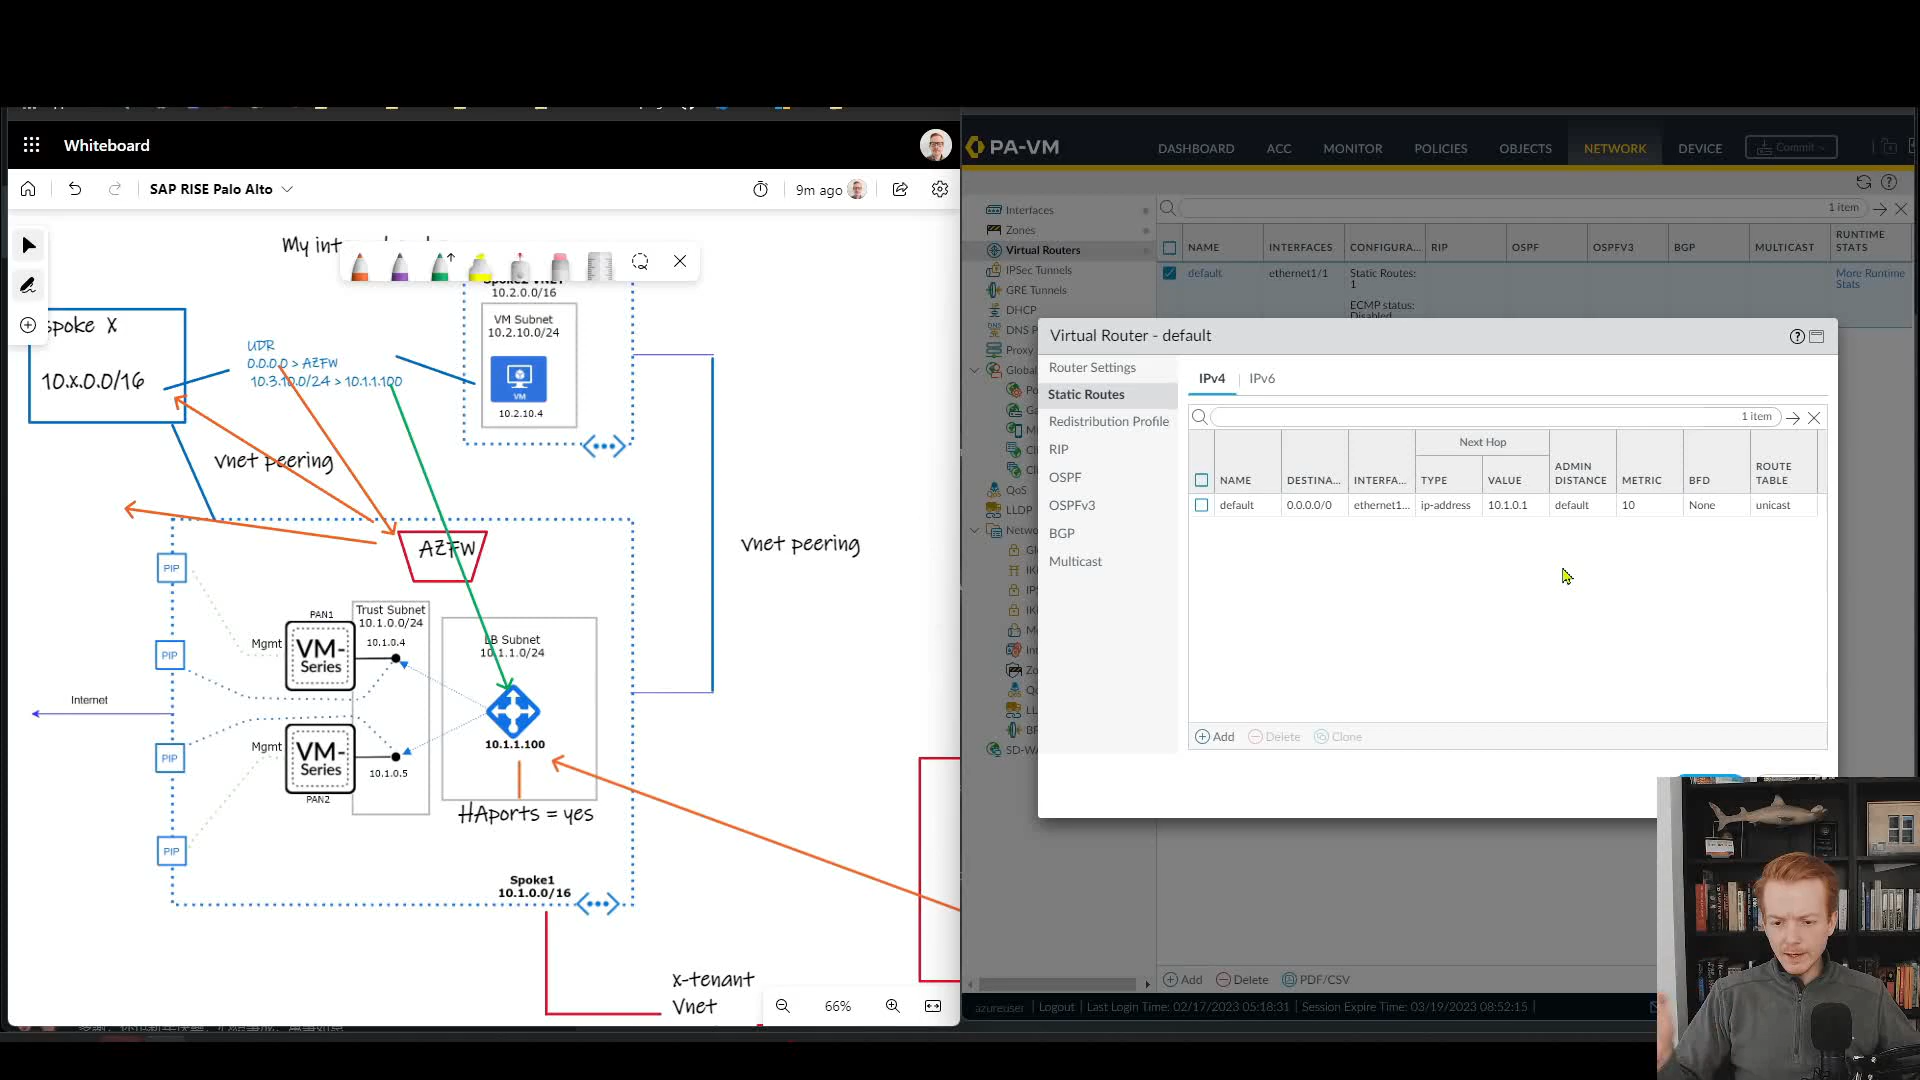 Whiteboard
SAP RISE Palo Alto
9m ago
Spoke2 VNET
10.2.0.0/16
VM Subnet
10.2.10.0/24
VM
10.2.10.4
spoke X
10.x.0.0/16
UDR
0.0.0.0 > AZFW
10.3.10.0/24 > 10.1.1.100
Vnet peering
Vnet peering
AZFW
PIP
PIP
PIP
PIP
PAN1
Mgmt
VM-
Series
Trust Subnet
10.1.0.0/24
10.1.0.4
LB Subnet
10.1.1.0/24
Internet
Mgmt
VM-
Series
PAN2
10.1.0.5
10.1.1.100
HAports = yes
Spoke1
10.1.0.0/16
x-tenant
Vnet
66%
PA-VM
DASHBOARD
ACC
MONITOR
POLICIES
OBJECTS
NETWORK
DEVICE
Commit
Interfaces
Zones
Virtual Routers
IPSec Tunnels
GRE Tunnels
DHCP
DNS P
Proxy
Global
QoS
LLDP
Netwo
SD-WA
1 item
NAME
INTERFACES
CONFIGURA...
RIP
OSPF
OSPFV3
BGP
MULTICAST
RUNTIME
STATS
default
ethernet1/1
Static Routes:
1
ECMP status:
Disabled
More Runtime
Stats
Virtual Router - default
Router Settings
Static Routes
Redistribution Profile
RIP
OSPF
OSPFv3
BGP
Multicast
IPv4
IPv6
1 item
Next Hop
NAME
DESTINA...
INTERFA...
TYPE
VALUE
ADMIN
DISTANCE
METRIC
BFD
ROUTE
TABLE
default
0.0.0.0/0
ethernet1...
ip-address
10.1.0.1
default
10
None
unicast
Add
Delete
Clone
Add
Delete
PDF/CSV
azureuser | Logout | Last Login Time: 02/17/2023 05:18:31 | Session Expire Time: 03/19/2023 08:52:15 |